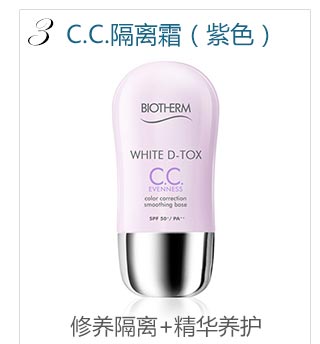 3 C.C.隔离霜（紫色）
BIOTHERM
WHITE D-TOX
C.C.
EVENNESS
color correction
smoothing base
SPF 50⁺/ PA⁺⁺
修养隔离+精华养护